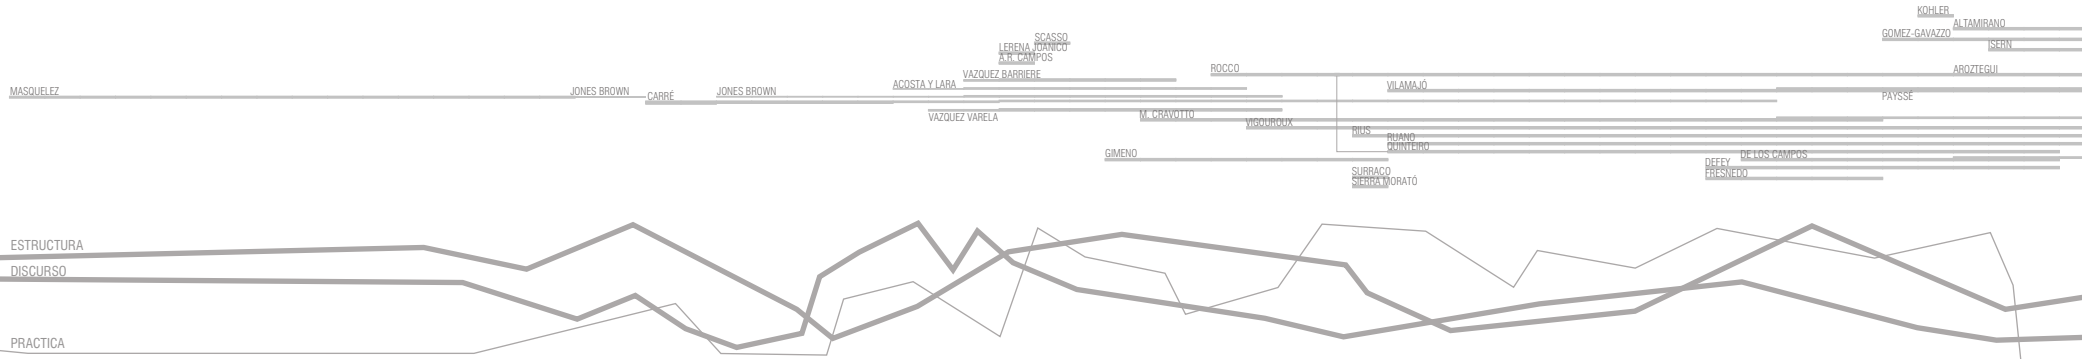 KOHLER
ALTAMIRANO
GOMEZ-GAVAZZO
SCASSO
ISERN
LERENA JOANICO
A.R. CAMPOS
ROCCO
AROZTEGUI
VAZQUEZ BARRIERE
ACOSTA Y LARA
VILAMAJÓ
MASQUELEZ
JONES BROWN
CARRÉ
JONES BROWN
PAYSSÉ
VAZQUEZ VARELA
M. CRAVOTTO
VIGOUROUX
RIUS
RUANO
QUINTEIRO
GIMENO
DE LOS CAMPOS
DEFEY
FRESNEDO
SURRACO
SIERRA MORATÓ
ESTRUCTURA
DISCURSO
PRACTICA